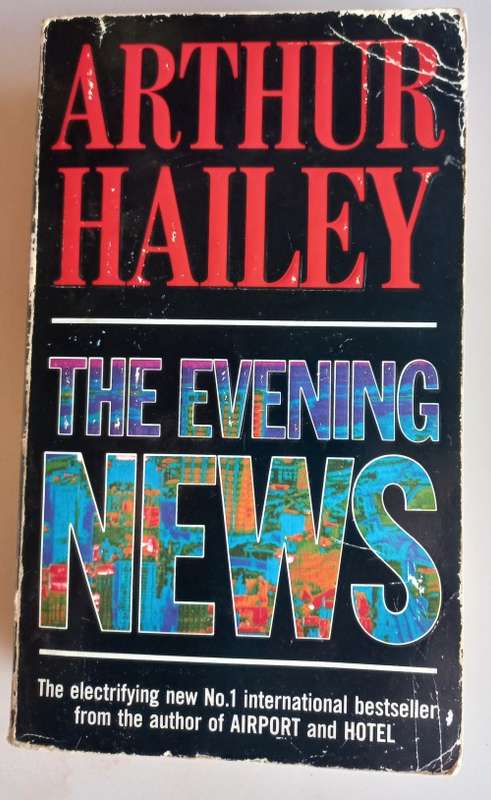 ARTHUR
HAILEY
THE EVENING
NEWS
The electrifying new No.1 international bestseller
from the author of AIRPORT and HOTEL